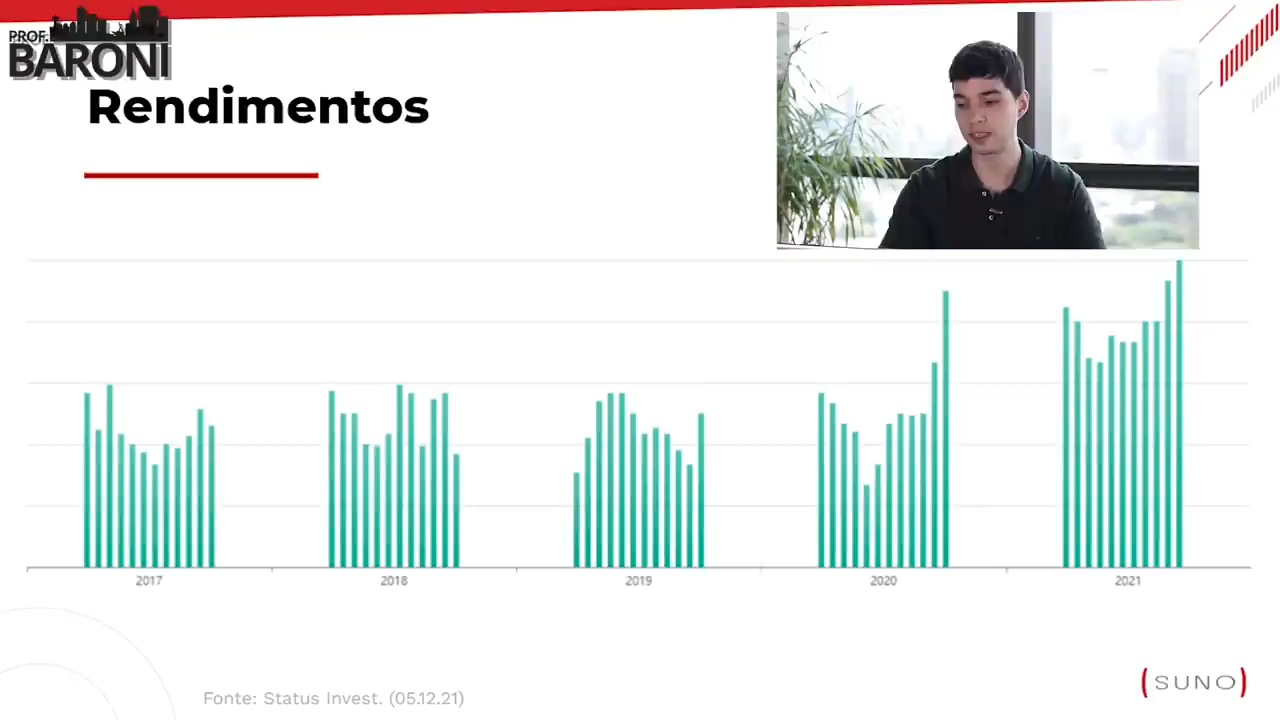 PROF.
BARONI
Rendimentos
2017 2018 2019 2020 2021
Fonte: Status Invest. (05.12.21)
(SUNO)